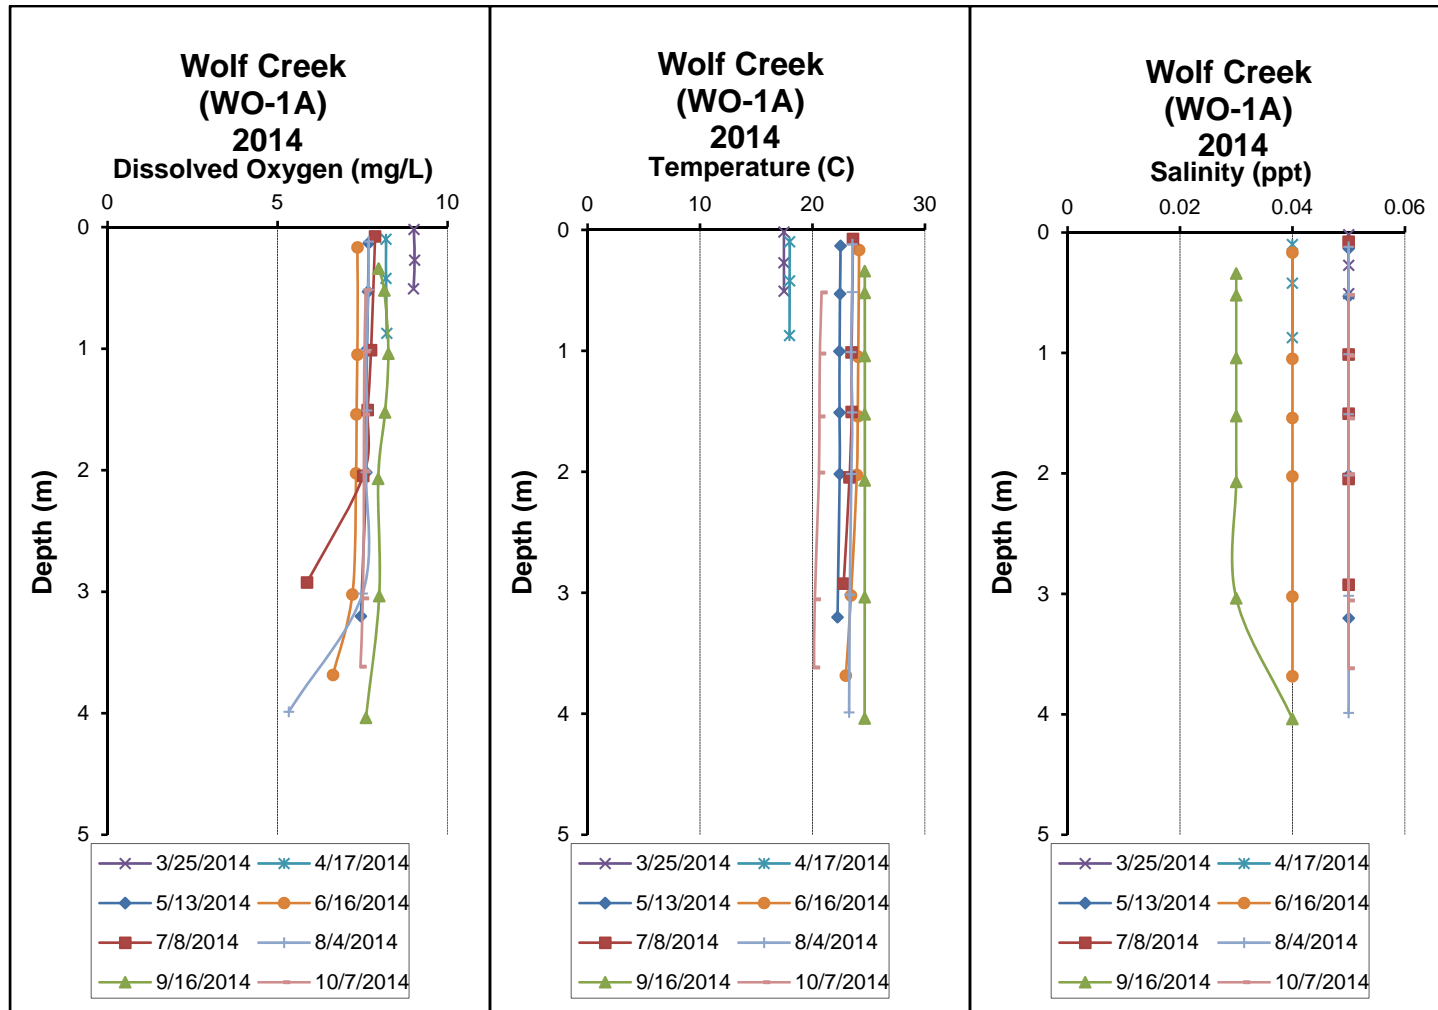 Wolf Creek
(WO-1A)
2014
Dissolved Oxygen (mg/L)
0 5 10
0
1
2
3
4
5
Depth (m)
3/25/2014 4/17/2014
5/13/2014 6/16/2014
7/8/2014 8/4/2014
9/16/2014 10/7/2014
Wolf Creek
(WO-1A)
2014
Temperature (C)
0 10 20 30
0
1
2
3
4
5
Depth (m)
3/25/2014 4/17/2014
5/13/2014 6/16/2014
7/8/2014 8/4/2014
9/16/2014 10/7/2014
Wolf Creek
(WO-1A)
2014
Salinity (ppt)
0 0.02 0.04 0.06
0
1
2
3
4
5
Depth (m)
3/25/2014 4/17/2014
5/13/2014 6/16/2014
7/8/2014 8/4/2014
9/16/2014 10/7/2014